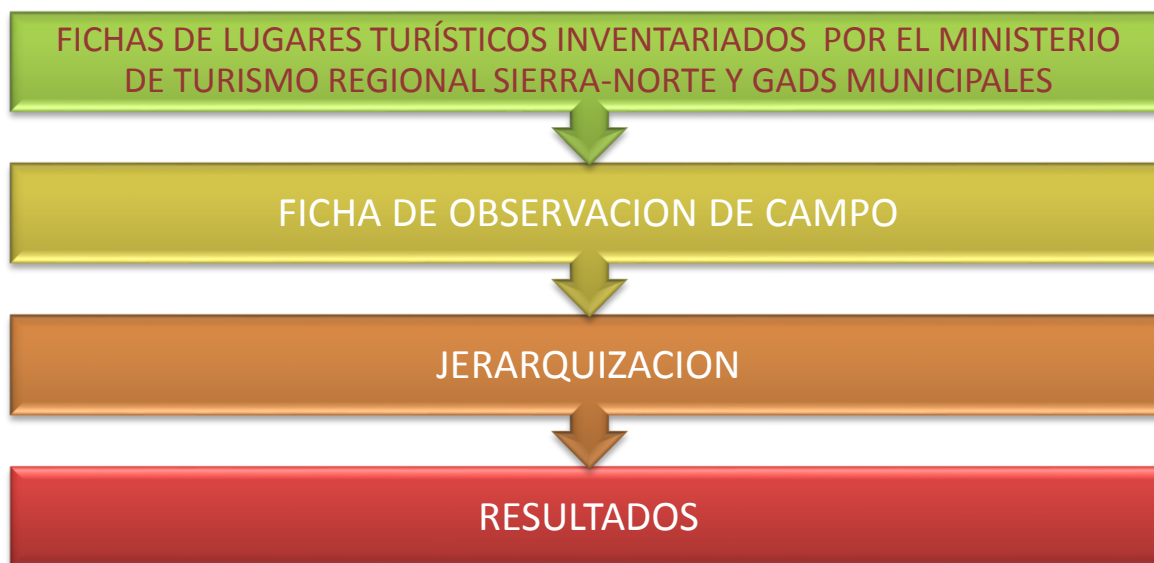 FICHAS DE LUGARES TURÍSTICOS INVENTARIADOS POR EL MINISTERIO
DE TURISMO REGIONAL SIERRA-NORTE Y GADS MUNICIPALES
FICHA DE OBSERVACION DE CAMPO
JERARQUIZACION
RESULTADOS